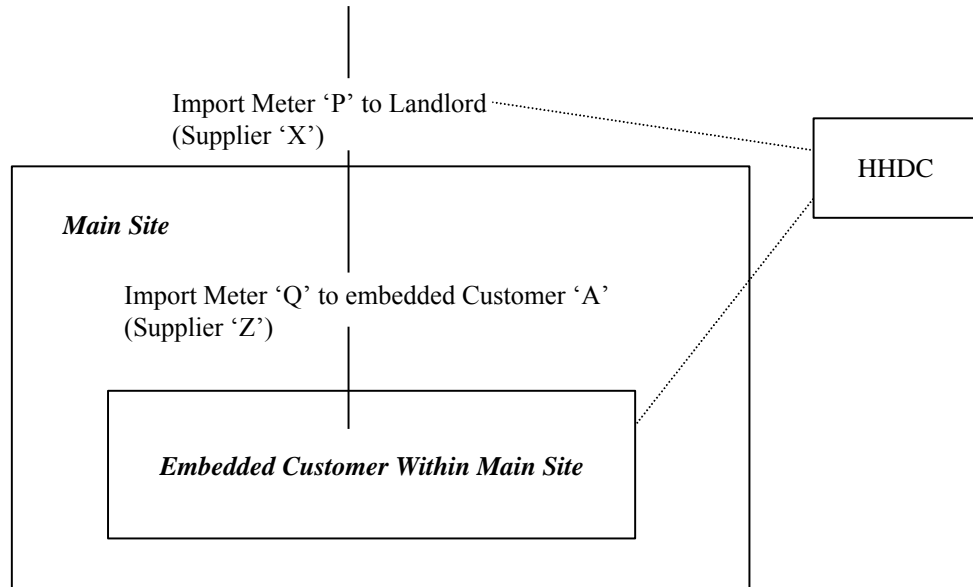 Import Meter ‘P’ to Landlord
(Supplier ‘X’)
HHDC
Main Site
Import Meter ‘Q’ to embedded Customer ‘A’
(Supplier ‘Z’)
Embedded Customer Within Main Site